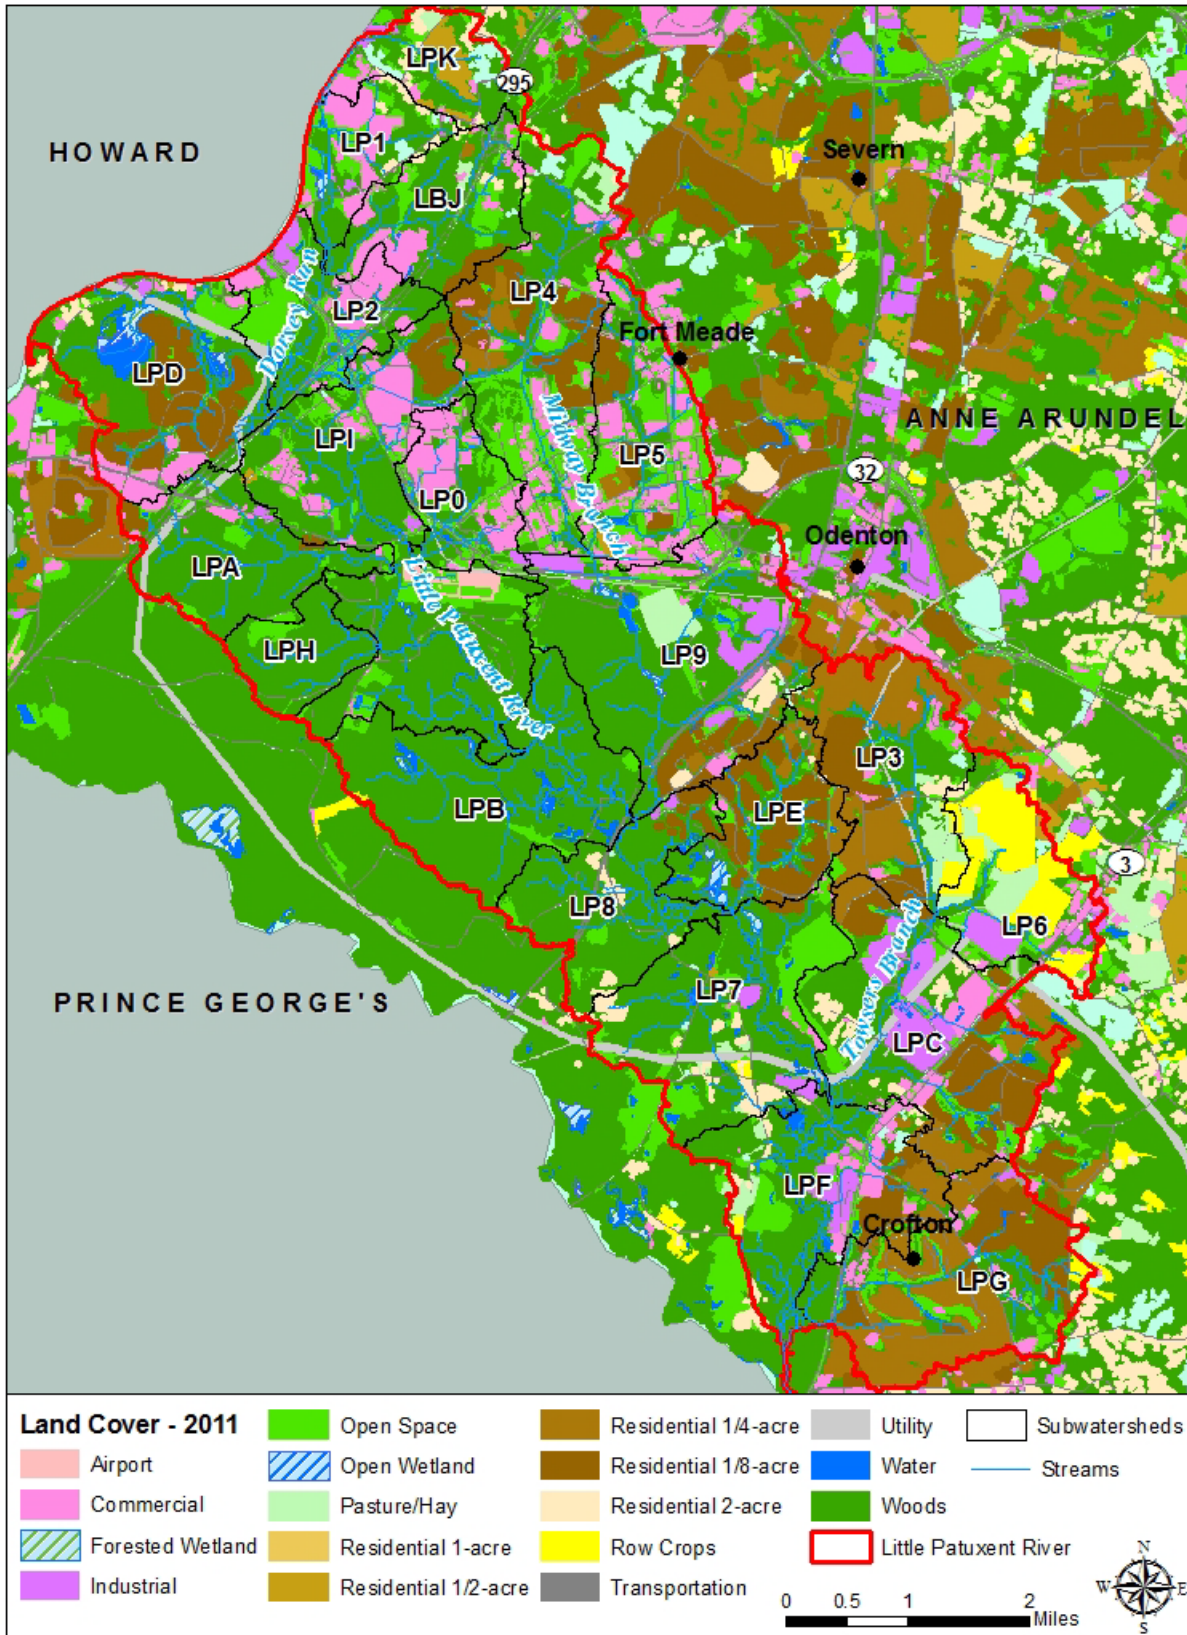 LPK
295
HOWARD
LP1
Severn
LBJ
Dorsey Run
LP2
LP4
Fort Meade
LPD
ANNE ARUNDEL
Midway Branch
LPI
LP5
32
LP0
Odenton
LPA
Little Patuxent River
LPH
LP9
LP3
LPB
LPE
3
LP8
LP6
PRINCE GEORGE'S
LP7
Towsers Branch
LPC
LPF
Crofton
LPG
Land Cover - 2011
Airport
Commercial
Forested Wetland
Industrial
Open Space
Open Wetland
Pasture/Hay
Residential 1-acre
Residential 1/2-acre
Residential 1/4-acre
Residential 1/8-acre
Residential 2-acre
Row Crops
Transportation
Utility
Water
Woods
Little Patuxent River
Subwatersheds
Streams
0 0.5 1 2
Miles
N
W E
S